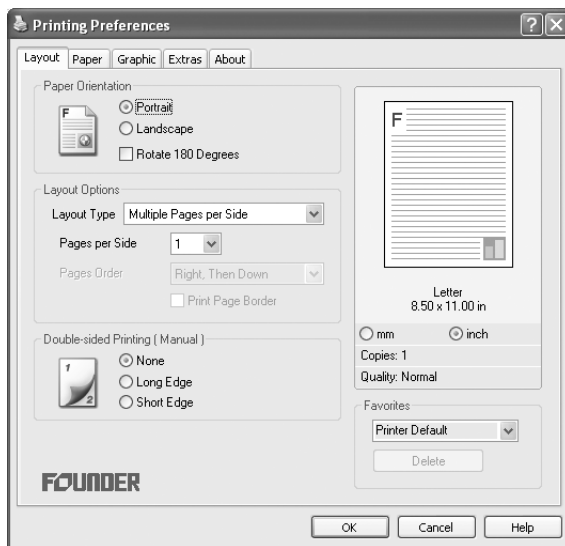 Printing Preferences
Layout Paper Graphic Extras About
Paper Orientation
F
Portrait
Landscape
Rotate 180 Degrees
Layout Options
Layout Type Multiple Pages per Side
Pages per Side 1
Pages Order Right, Then Down
Print Page Border
Double-sided Printing ( Manual )
1
2
None
Long Edge
Short Edge
FOUNDER
F
Letter
8.50 x 11.00 in
mm inch
Copies: 1
Quality: Normal
Favorites
Printer Default
Delete
OK Cancel Help